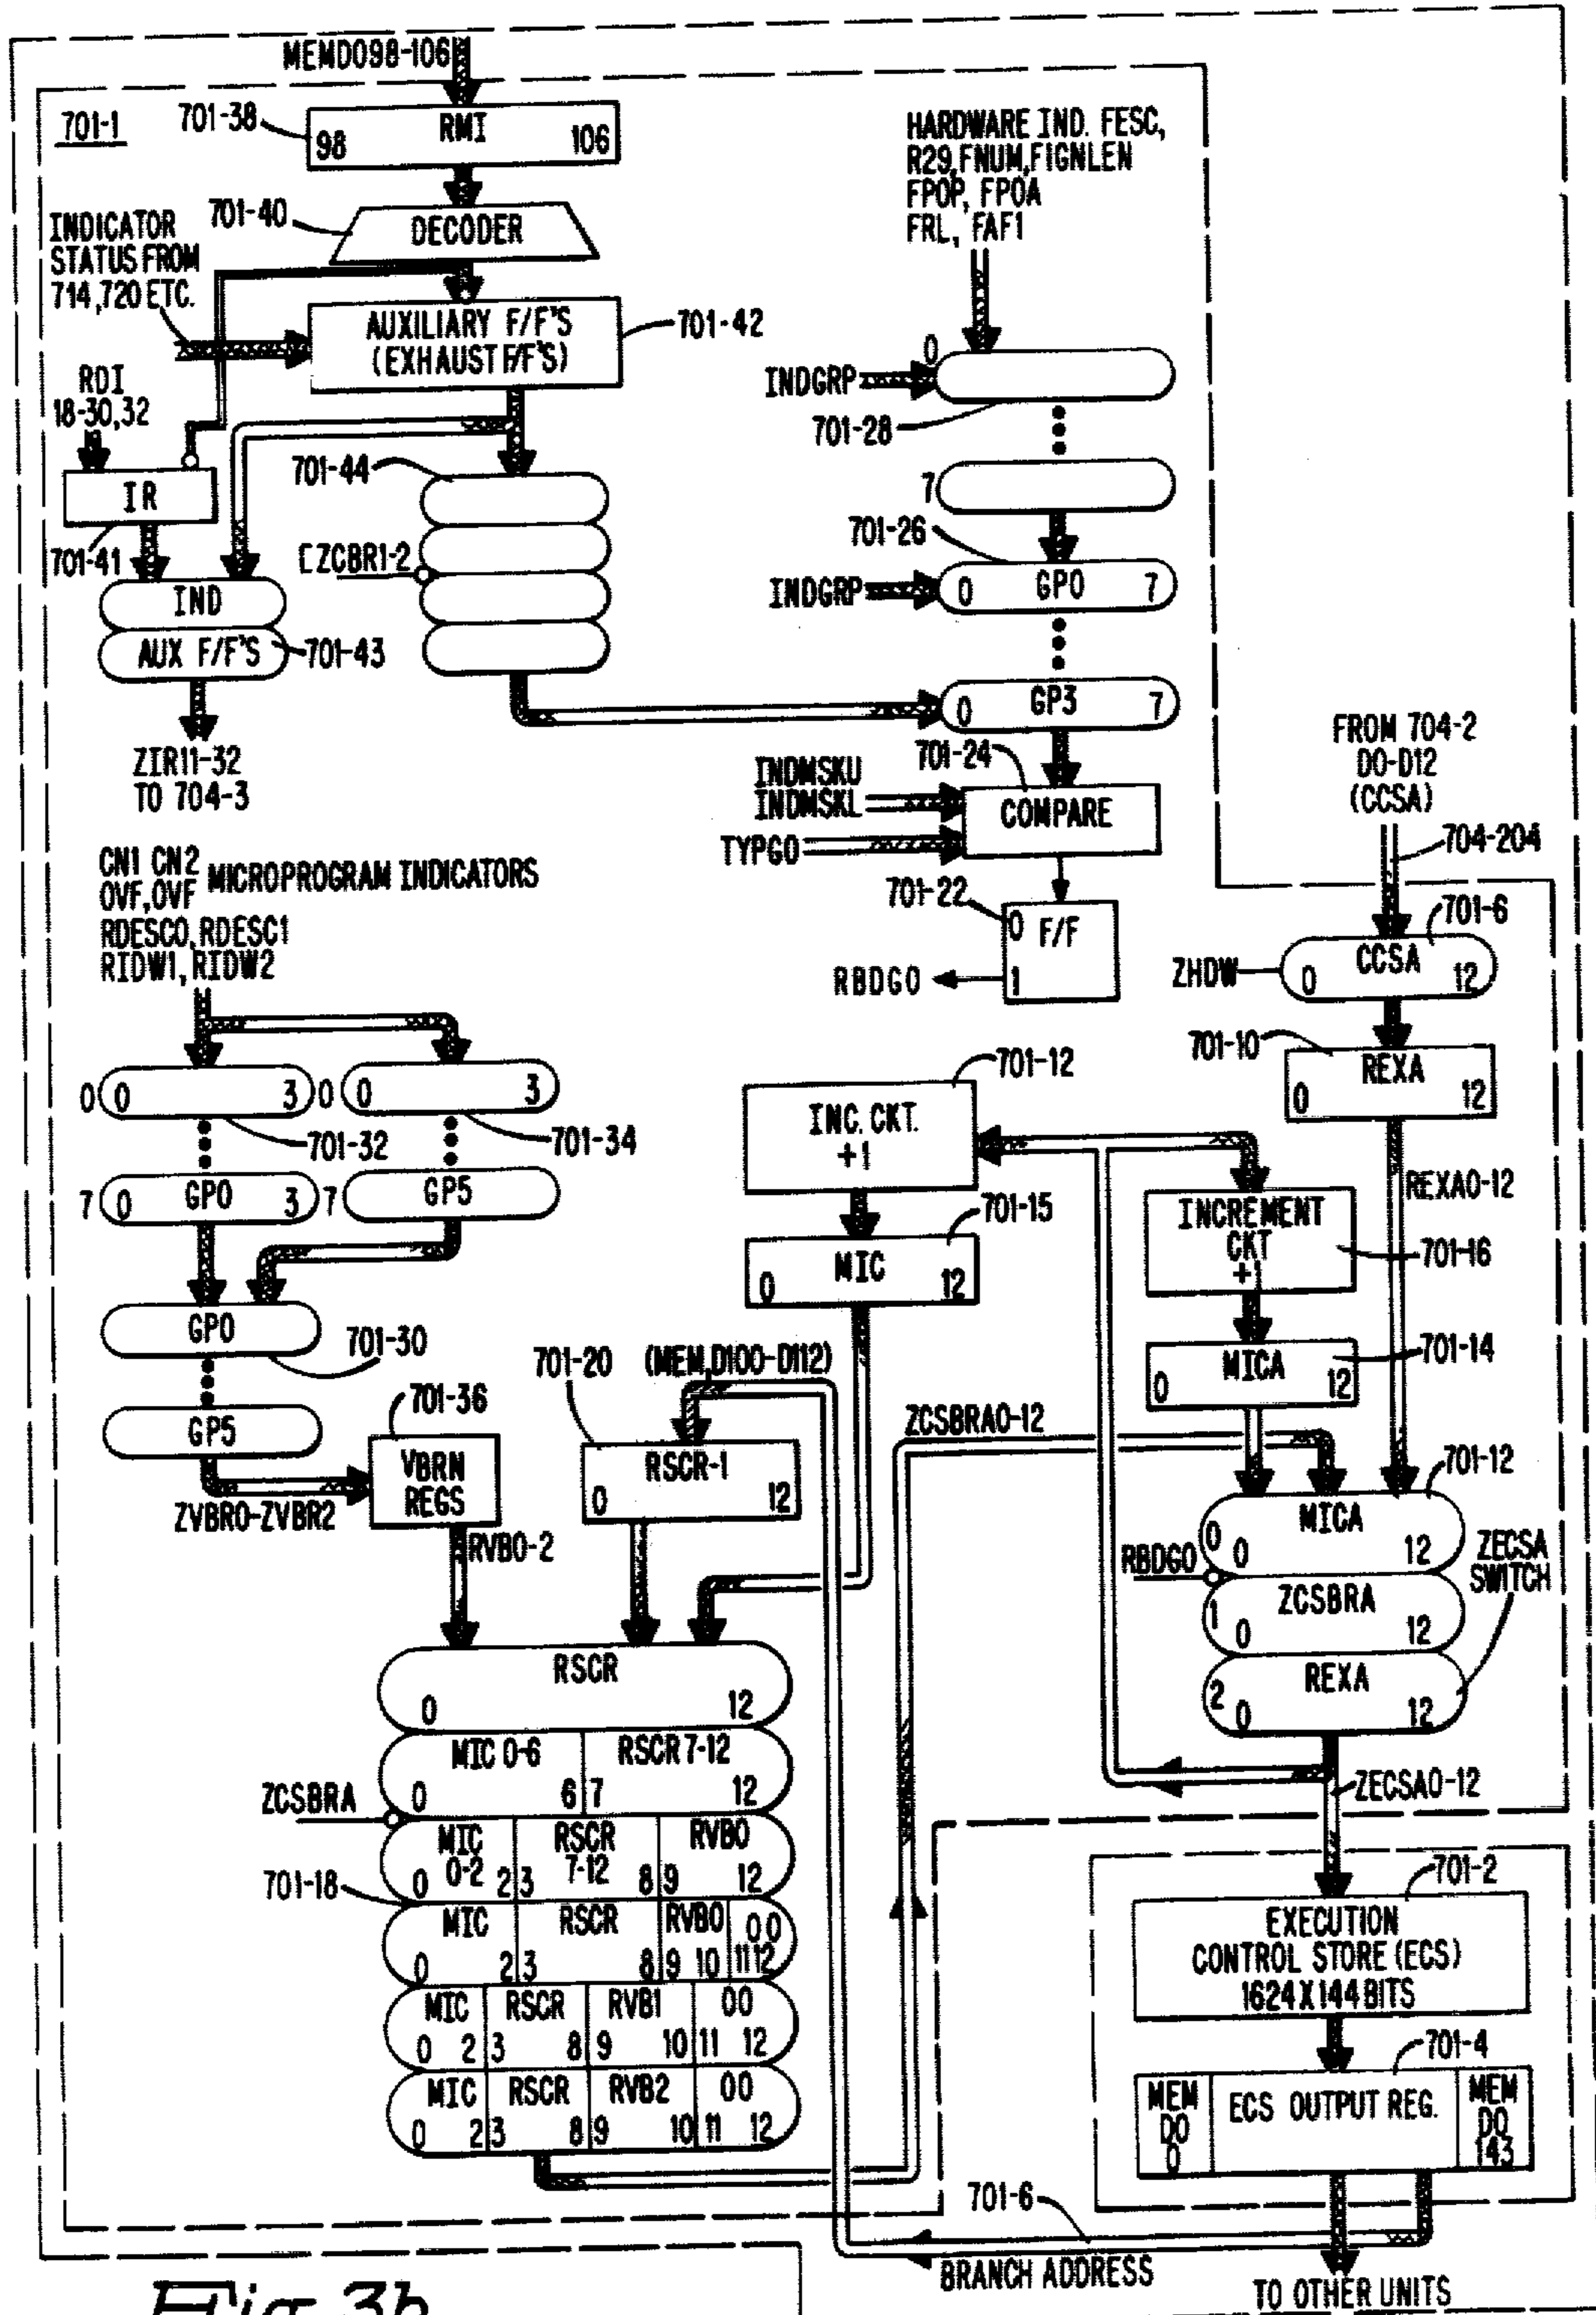 MEMD098-106
701-1
701-38
RMI
98 106
701-40
DECODER
INDICATOR
STATUS FROM
714,720 ETC.
AUXILIARY F/F'S
(EXHAUST F/F'S)
701-42
RDI
18-30,32
IR
701-41
IND
AUX F/F'S
701-43
ZIR11-32
TO 704-3
701-44
CZCBR1-2
HARDWARE IND. FESC,
R29,FNUM,FIGNLEN
FPOP, FPOA
FRL, FAF1
0
INDGRP
701-28
7
701-26
INDGRP
0 GP0 7
0 GP3 7
701-24
INDMSKU
INDMSKL
COMPARE
TYPGO
701-22
0 F/F
1
RBDGO
FROM 704-2
DO-D12
(CCSA)
704-204
701-6
ZHDW
CCSA
0 12
701-10
REXA
0 12
REXA0-12
CN1 CN2
OVF,OVF
MICROPROGRAM INDICATORS
RDESC0, RDESC1
RIDW1, RIDW2
0 0 3 0 0 3
701-32
701-34
7 0 GP0 3 7 GP5
GP0
701-30
GP5
ZVBR0-ZVBR2
701-36
VBRN
REGS
RVB0-2
701-12
INC. CKT.
+1
701-15
MIC
0 12
INCREMENT
CKT
+1
701-16
MICA
0 12
701-14
701-20
(MEM,D100-D112)
RSCR-1
0 12
ZCSBRA0-12
701-12
MICA
0 0 12
RBDGO
ZECSA
SWITCH
ZCSBRA
1 0 12
REXA
2 0 12
ZECSA0-12
RSCR
0 12
MIC 0-6 RSCR 7-12
0 6 7 12
ZCSBRA
MIC 0-2 RSCR 7-12 RVB0
0 2 3 8 9 12
701-18
MIC RSCR RVB0 00
0 2 3 8 9 10 11 12
MIC RSCR RVB1 00
0 2 3 8 9 10 11 12
MIC RSCR RVB2 00
0 2 3 8 9 10 11 12
701-2
EXECUTION
CONTROL STORE (ECS)
1624X144 BITS
701-4
MEM
DO
0
ECS OUTPUT REG.
MEM
DO
143
701-6
BRANCH ADDRESS
TO OTHER UNITS
Fig. 3b